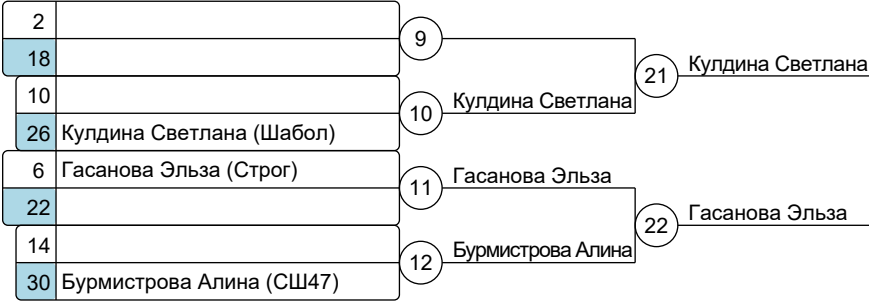 2
18
9
Кулдина Светлана
21
10
10
Кулдина Светлана
26 Кулдина Светлана (Шабол)
6 Гасанова Эльза (Строг)
11
Гасанова Эльза
22
22
Гасанова Эльза
14
12
Бурмистрова Алина
30 Бурмистрова Алина (СШ47)